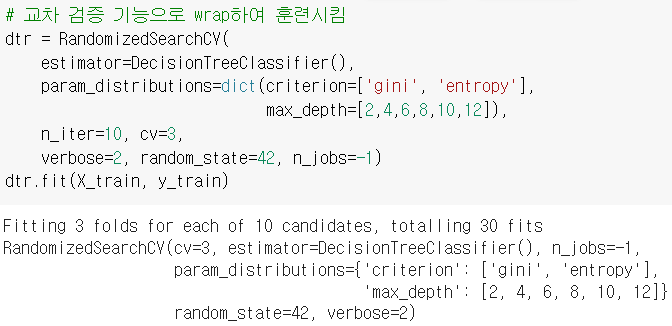 # 교차 검증 기능으로 wrap하여 훈련시킴
dtr = RandomizedSearchCV(
    estimator=DecisionTreeClassifier(),
    param_distributions=dict(criterion=['gini', 'entropy'],
                             max_depth=[2,4,6,8,10,12]),
    n_iter=10, cv=3,
    verbose=2, random_state=42, n_jobs=-1)
dtr.fit(X_train, y_train)
Fitting 3 folds for each of 10 candidates, totalling 30 fits
RandomizedSearchCV(cv=3, estimator=DecisionTreeClassifier(), n_jobs=-1,
                   param_distributions={'criterion': ['gini', 'entropy'],
                                        'max_depth': [2, 4, 6, 8, 10, 12]}
                   random_state=42, verbose=2)